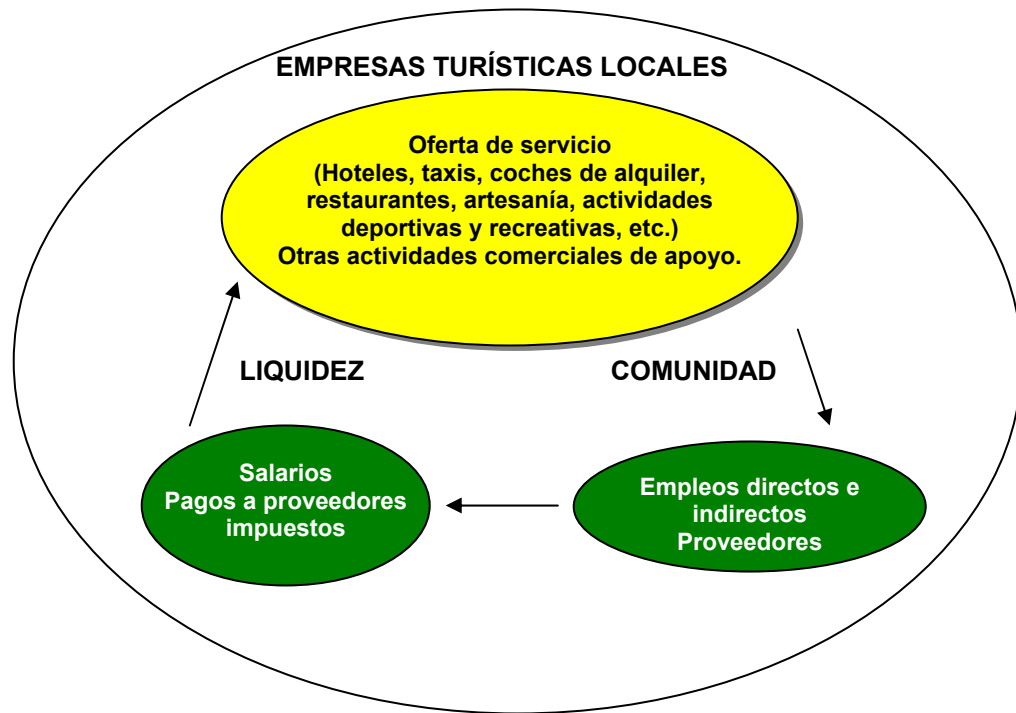 EMPRESAS TURÍSTICAS LOCALES
Oferta de servicio
(Hoteles, taxis, coches de alquiler,
restaurantes, artesanía, actividades
deportivas y recreativas, etc.)
Otras actividades comerciales de apoyo.
LIQUIDEZ
COMUNIDAD
Salarios
Pagos a proveedores
impuestos
Empleos directos e
indirectos
Proveedores